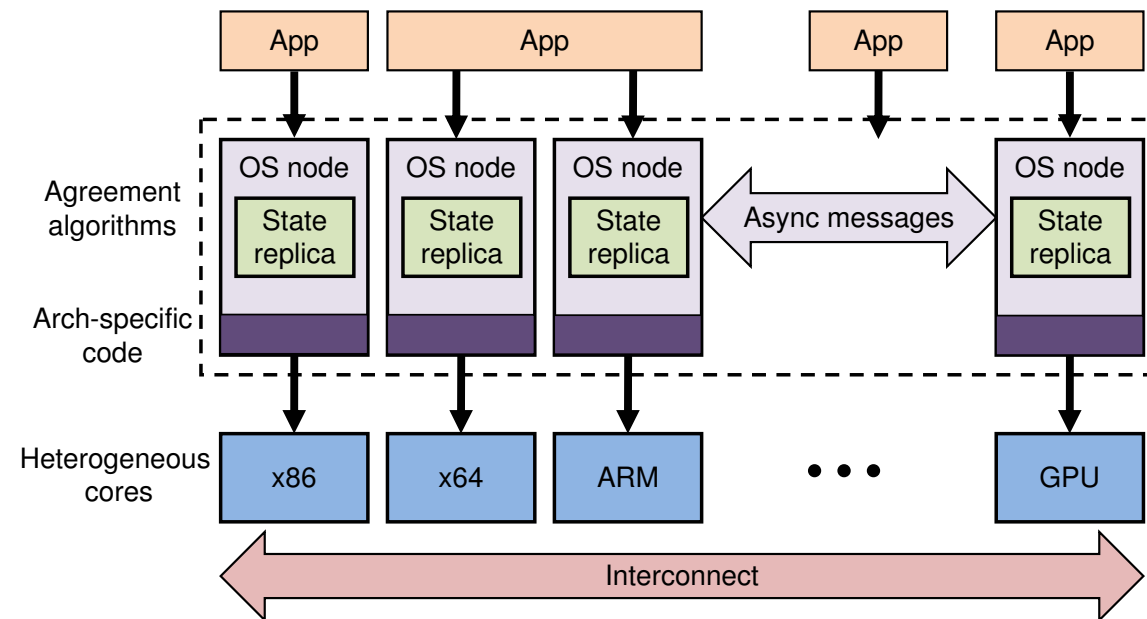 App
App
App
App
OS node
OS node
OS node
OS node
Agreement
algorithms
State
replica
State
replica
State
replica
Async messages
State
replica
Arch-specific
code
Heterogeneous
cores
x86
x64
ARM
GPU
Interconnect